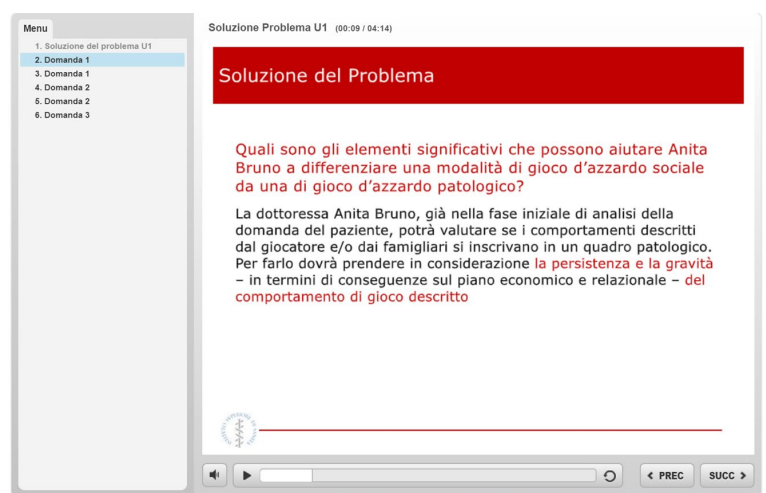 Menu
1. Soluzione del problema U1
2. Domanda 1
3. Domanda 1
4. Domanda 2
5. Domanda 2
6. Domanda 3
Soluzione Problema U1 (00:09 / 04:14)
Soluzione del Problema
Quali sono gli elementi significativi che possono aiutare Anita
Bruno a differenziare una modalità di gioco d'azzardo sociale
da una di gioco d'azzardo patologico?
La dottoressa Anita Bruno, già nella fase iniziale di analisi della
domanda del paziente, potrà valutare se i comportamenti descritti
dal giocatore e/o dai famigliari si inscrivano in un quadro patologico.
Per farlo dovrà prendere in considerazione la persistenza e la gravità
– in termini di conseguenze sul piano economico e relazionale – del
comportamento di gioco descritto
PREC
SUCC